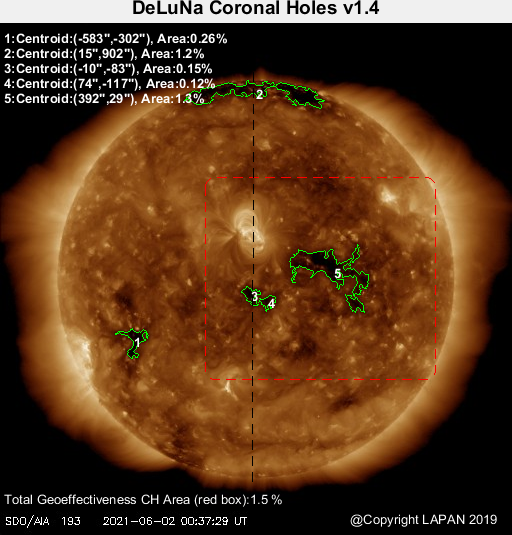 DeLuNa Coronal Holes v1.4
1:Centroid:(-583",-302"), Area:0.26%
2:Centroid:(15",902"), Area:1.2%
3:Centroid:(-10",-83"), Area:0.15%
4:Centroid:(74",-117"), Area:0.12%
5:Centroid:(392",29"), Area:1.3%
2
5
3
4
1
Total Geoeffectiveness CH Area (red box):1.5 %
SDO/AIA 193 2021-06-02 00:37:29 UT
@Copyright LAPAN 2019